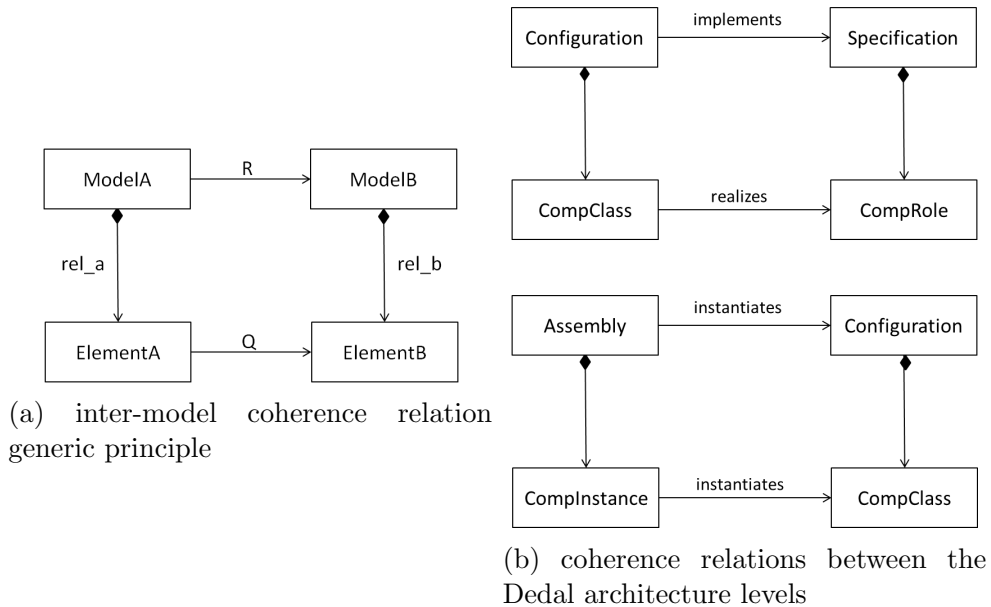 ModelA
R
ModelB
rel_a
rel_b
ElementA
Q
ElementB
(a) inter-model coherence relation
generic principle
Configuration
implements
Specification
CompClass
realizes
CompRole
Assembly
instantiates
Configuration
CompInstance
instantiates
CompClass
(b) coherence relations between the
Dedal architecture levels